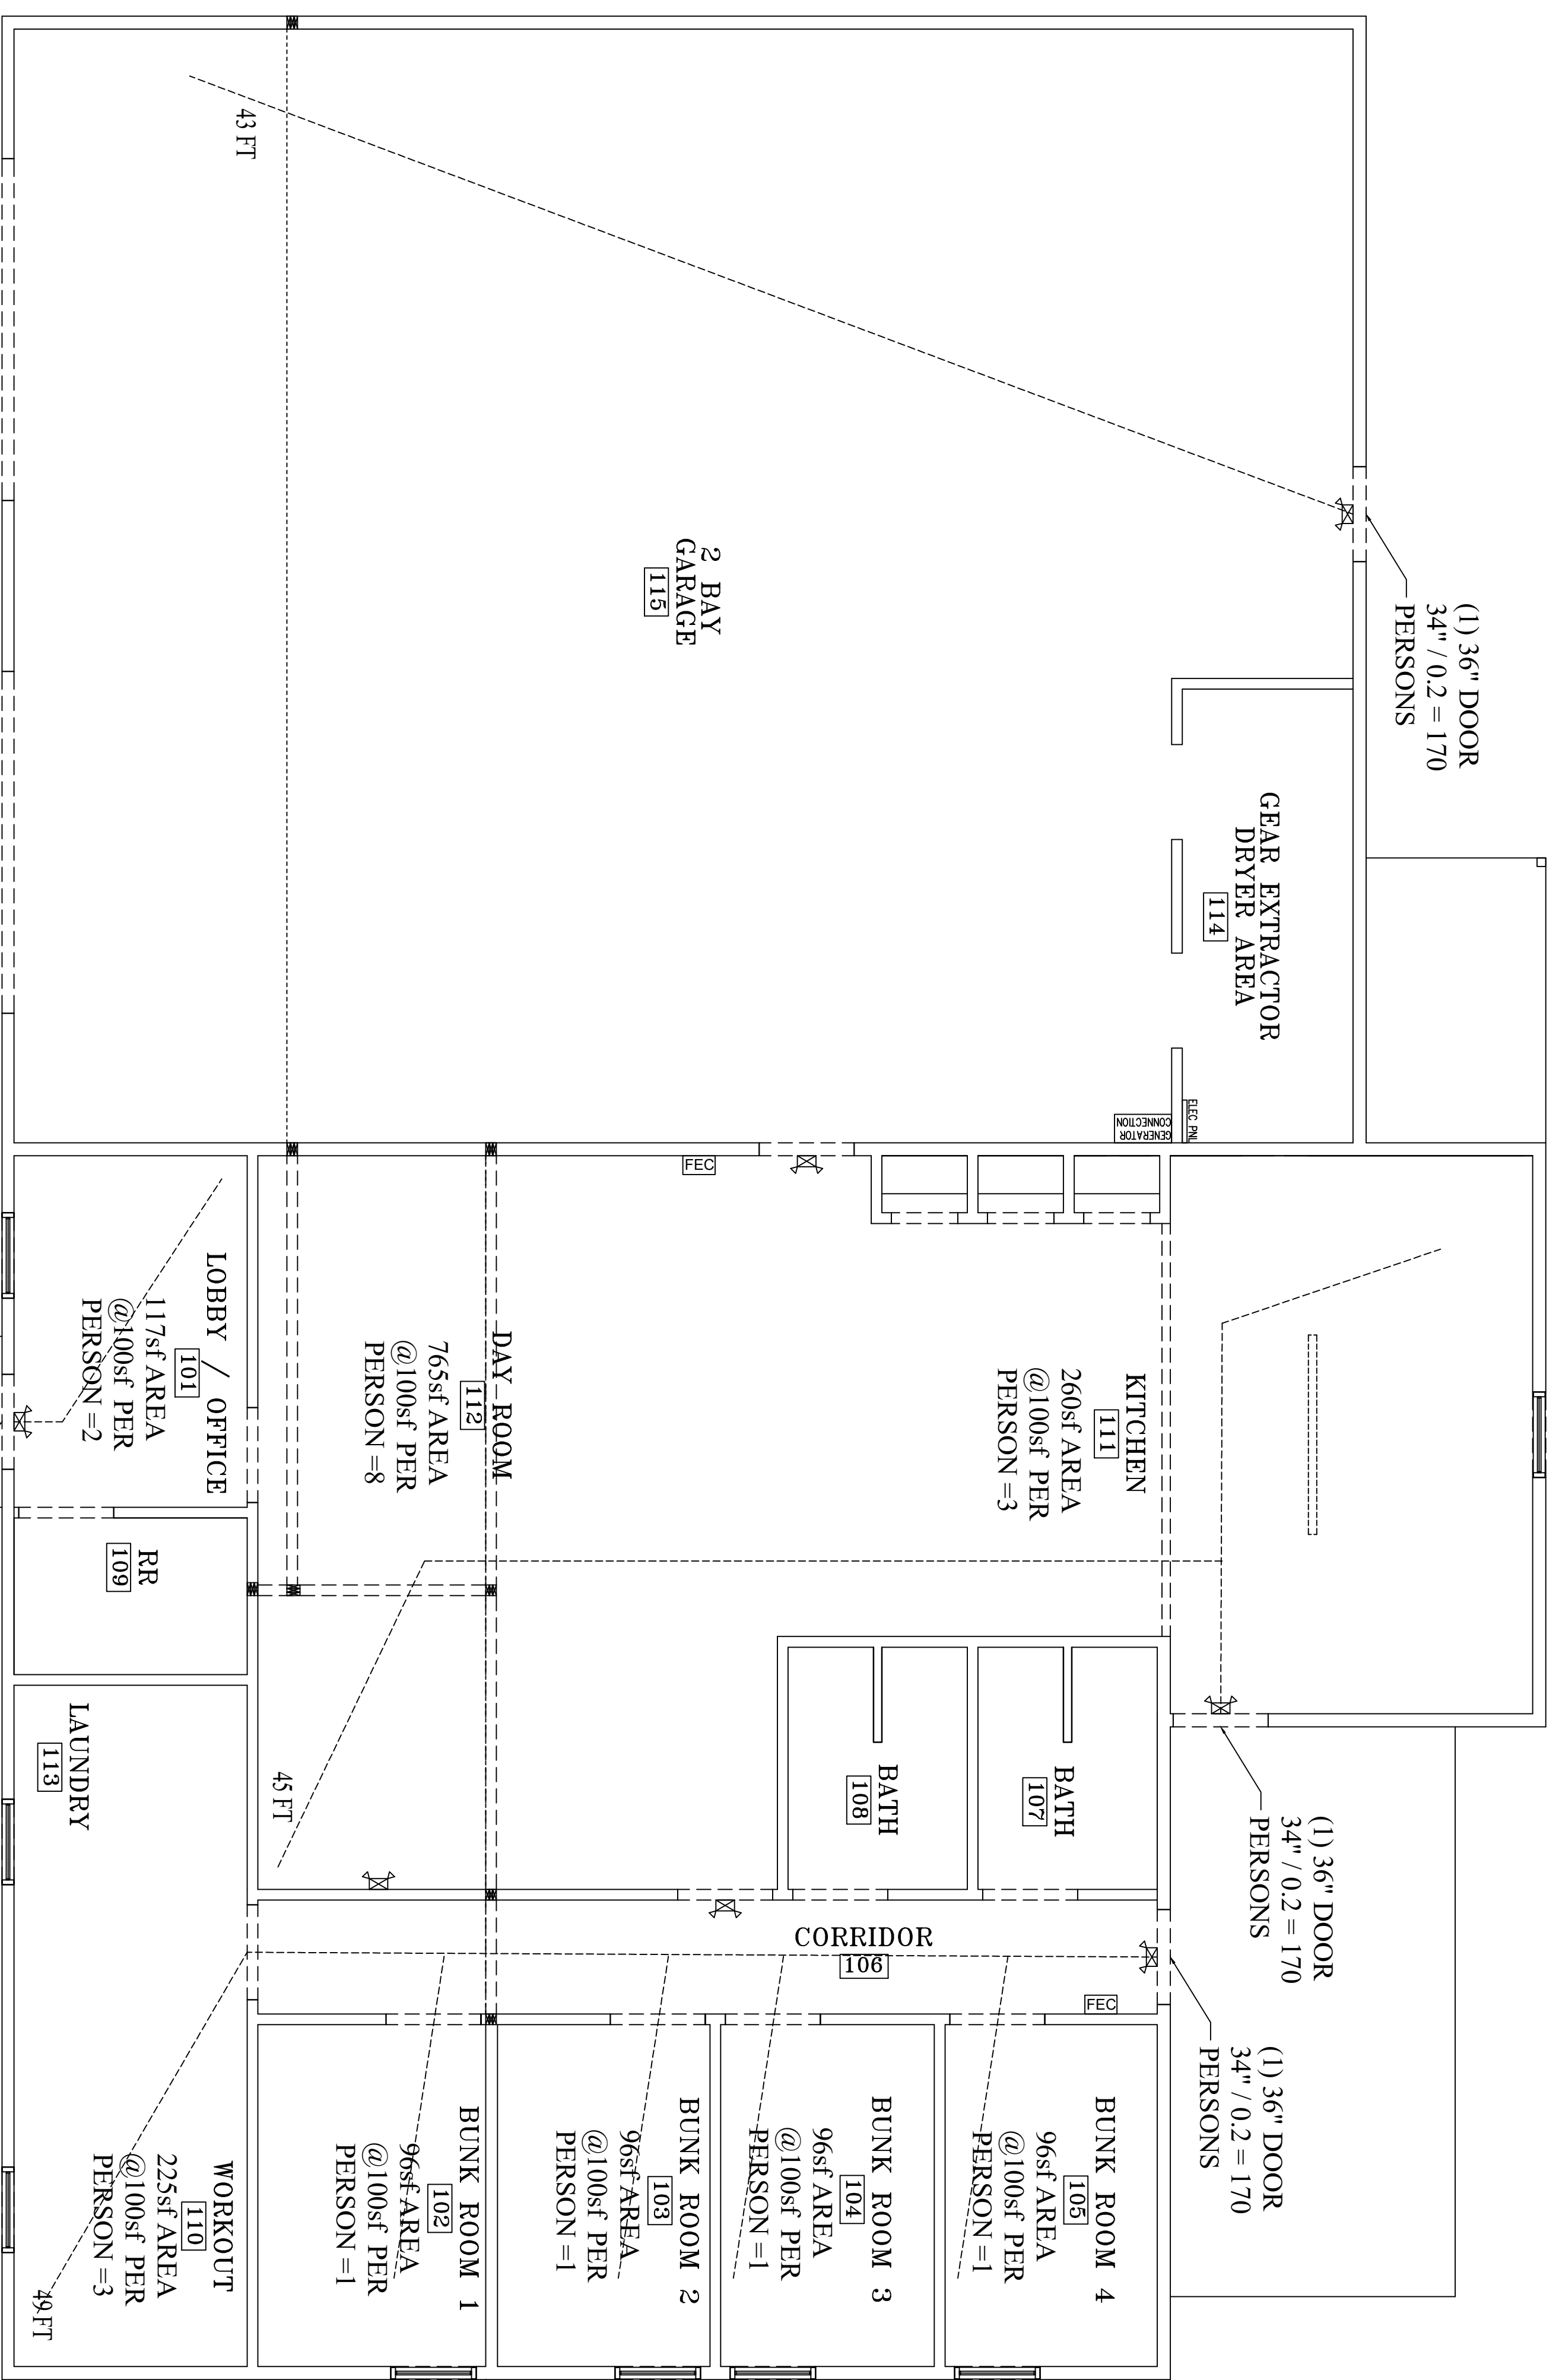 (1) 36" DOOR
34" / 0.2 = 170
PERSONS
(1) 36" DOOR
34" / 0.2 = 170
PERSONS
(1) 36" DOOR
34" / 0.2 = 170
PERSONS
GEAR EXTRACTOR
DRYER AREA
114
ELEC PNL
GENERATOR
CONNECTION
2 BAY
GARAGE
115
43 FT
KITCHEN
111
260sf AREA
@100sf PER
PERSON =3
FEC
DAY ROOM
112
765sf AREA
@100sf PER
PERSON =8
45 FT
LOBBY / OFFICE
101
117sf AREA
@100sf PER
PERSON =2
RR
109
LAUNDRY
113
BATH
107
BATH
108
CORRIDOR
106
FEC
BUNK ROOM 4
105
96sf AREA
@100sf PER
PERSON =1
BUNK ROOM 3
104
96sf AREA
@100sf PER
PERSON =1
BUNK ROOM 2
103
96sf AREA
@100sf PER
PERSON =1
BUNK ROOM 1
102
96sf AREA
@100sf PER
PERSON =1
WORKOUT
110
225sf AREA
@100sf PER
PERSON =3
49 FT